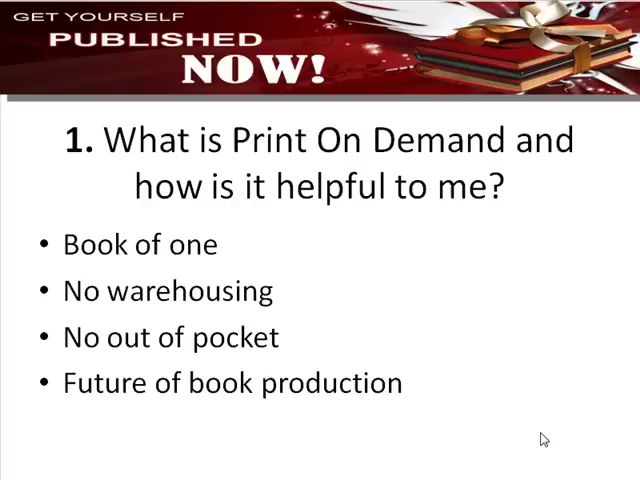 GET YOURSELF
PUBLISHED
NOW!
1. What is Print On Demand and
how is it helpful to me?
• Book of one
• No warehousing
• No out of pocket
• Future of book production